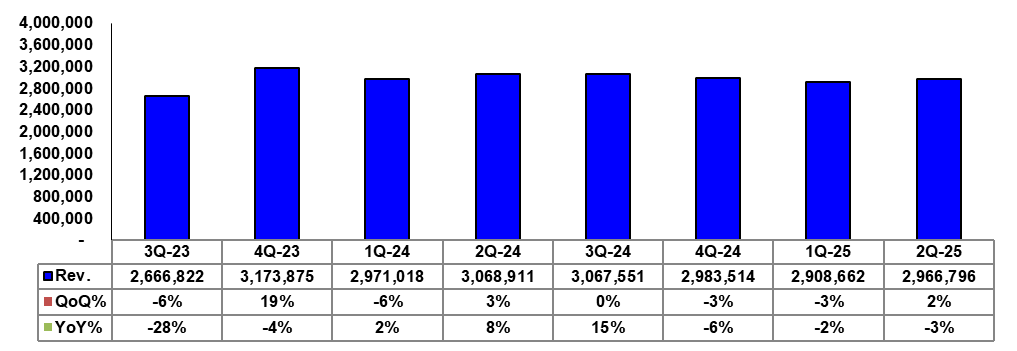 4,000,000
3,600,000
3,200,000
2,800,000
2,400,000
2,000,000
1,600,000
1,200,000
800,000
400,000
-
3Q-23 4Q-23 1Q-24 2Q-24 3Q-24 4Q-24 1Q-25 2Q-25
Rev. 2,666,822 3,173,875 2,971,018 3,068,911 3,067,551 2,983,514 2,908,662 2,966,796
QoQ% -6% 19% -6% 3% 0% -3% -3% 2%
YoY% -28% -4% 2% 8% 15% -6% -2% -3%